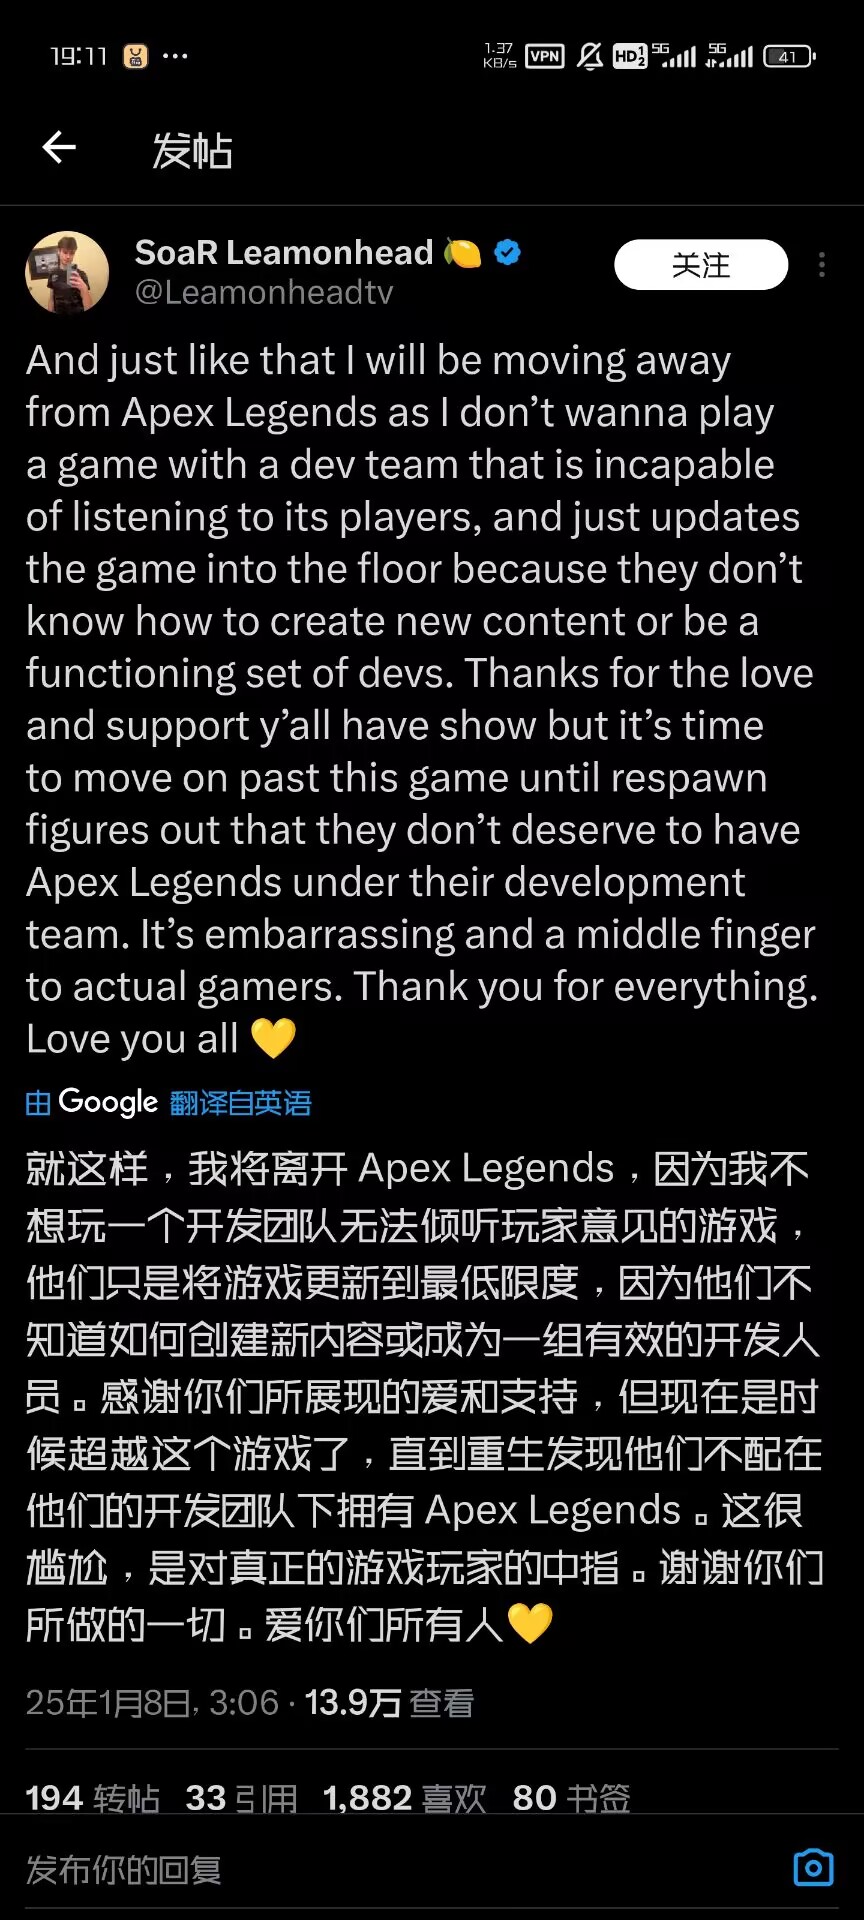 19:11 ...
1.37 KB/s VPN HD 1 2 5G 5G 41
发帖
SoaR Leamonhead 🍋
@Leamonheadtv
关注
And just like that I will be moving away
from Apex Legends as I don’t wanna play
a game with a dev team that is incapable
of listening to its players, and just updates
the game into the floor because they don’t
know how to create new content or be a
functioning set of devs. Thanks for the love
and support y’all have show but it’s time
to move on past this game until respawn
figures out that they don’t deserve to have
Apex Legends under their development
team. It’s embarrassing and a middle finger
to actual gamers. Thank you for everything.
Love you all 💛
由 Google 翻译自英语
就这样，我将离开 Apex Legends，因为我不
想玩一个开发团队无法倾听玩家意见的游戏，
他们只是将游戏更新到最低限度，因为他们不
知道如何创建新内容或成为一组有效的开发人
员。感谢你们所展现的爱和支持，但现在是时
候超越这个游戏了，直到重生发现他们不配在
他们的开发团队下拥有 Apex Legends。这很
尴尬，是对真正的游戏玩家的中指。谢谢你们
所做的一切。爱你们所有人💛
25年1月8日, 3:06 · 13.9万 查看
194 转帖 33 引用 1,882 喜欢 80 书签
发布你的回复